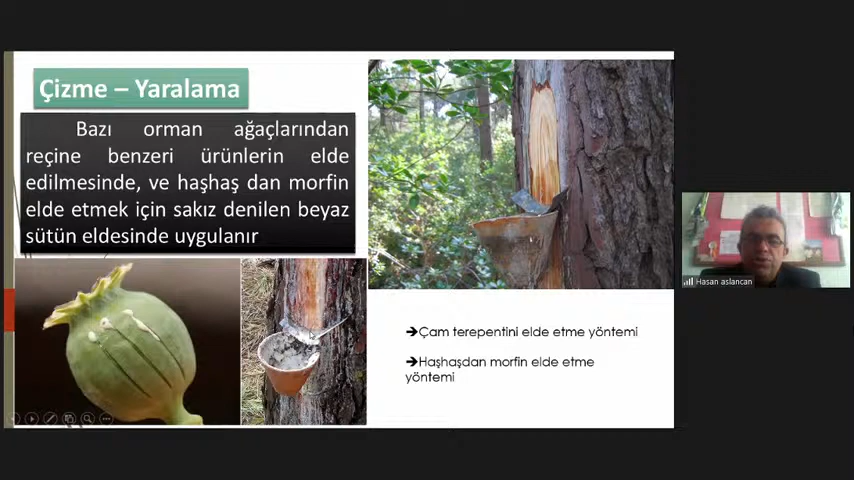 Çizme – Yaralama
Bazı orman ağaçlarından
reçine benzeri ürünlerin elde
edilmesinde, ve haşhaş dan morfin
elde etmek için sakız denilen beyaz
sütün eldesinde uygulanır
➔Çam terepentini elde etme yöntemi
➔Haşhaşdan morfin elde etme
yöntemi
Hasan aslancan